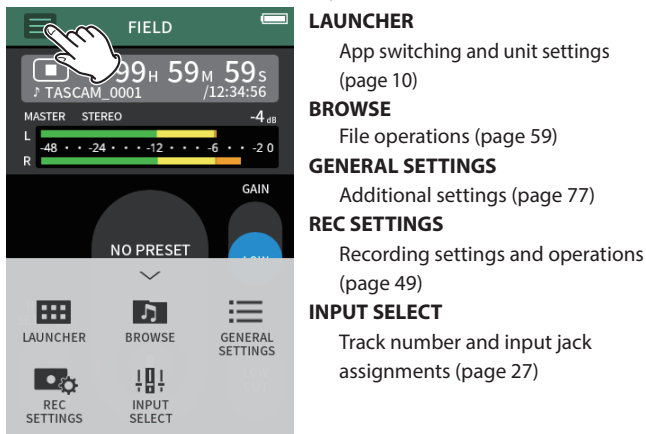 FIELD
99H 59M 59S
♪ TASCAM_0001 /12:34:56
MASTER STEREO -4 dB
L
-48 · · -24 · · · -12 · · · -6 · · -2 0
R
GAIN
NO PRESET
LAUNCHER
BROWSE
GENERAL
SETTINGS
REC
SETTINGS
INPUT
SELECT
LAUNCHER
App switching and unit settings
(page 10)
BROWSE
File operations (page 59)
GENERAL SETTINGS
Additional settings (page 77)
REC SETTINGS
Recording settings and operations
(page 49)
INPUT SELECT
Track number and input jack
assignments (page 27)